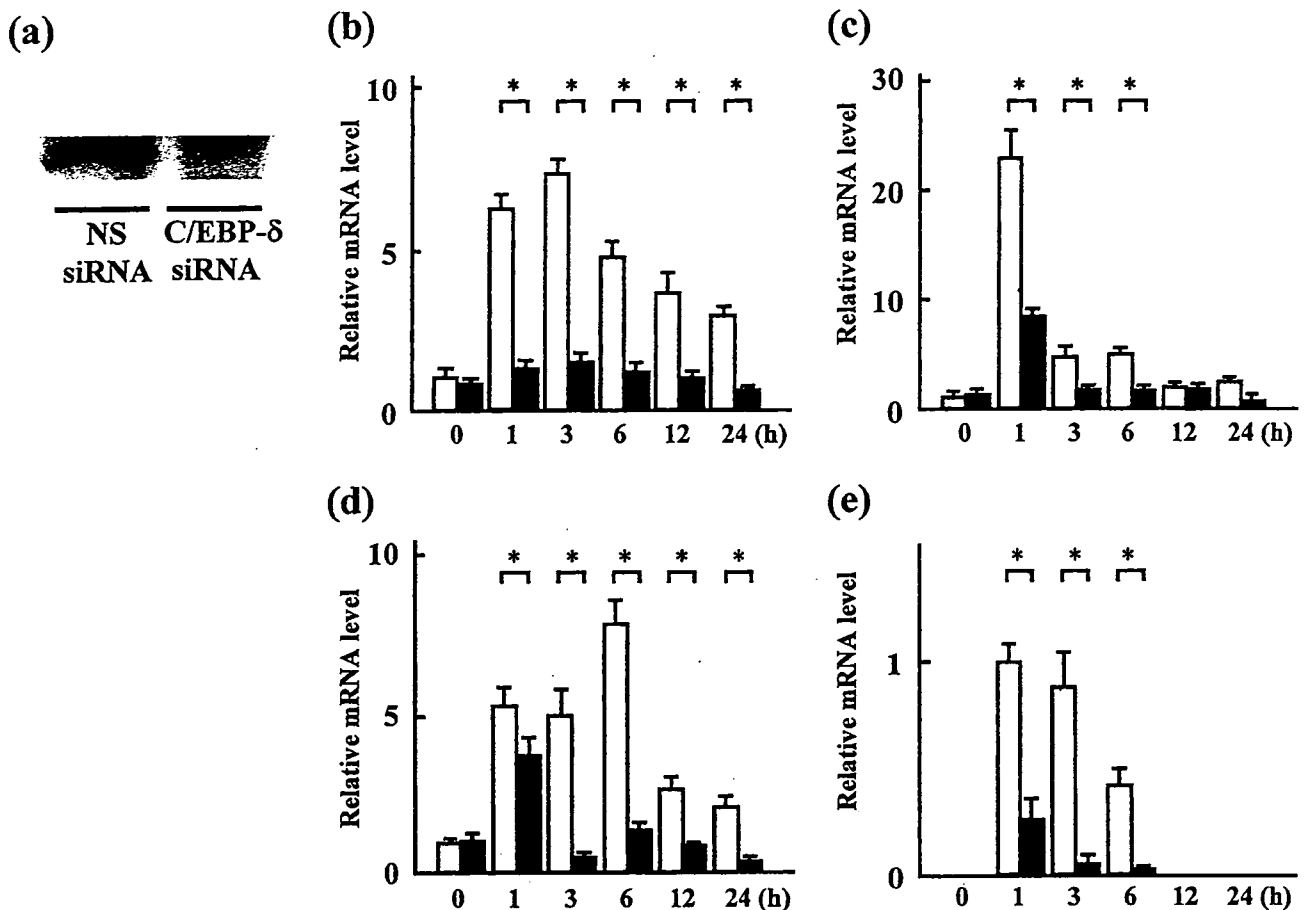 (a)
NS C/EBP-δ
siRNA siRNA
(b)
Relative mRNA level
10
5
0
* * * * *
0 1 3 6 12 24 (h)
(c)
Relative mRNA level
30
20
10
0
* * *
0 1 3 6 12 24 (h)
(d)
Relative mRNA level
10
5
0
* * * * *
0 1 3 6 12 24 (h)
(e)
Relative mRNA level
1
0
* * *
0 1 3 6 12 24 (h)